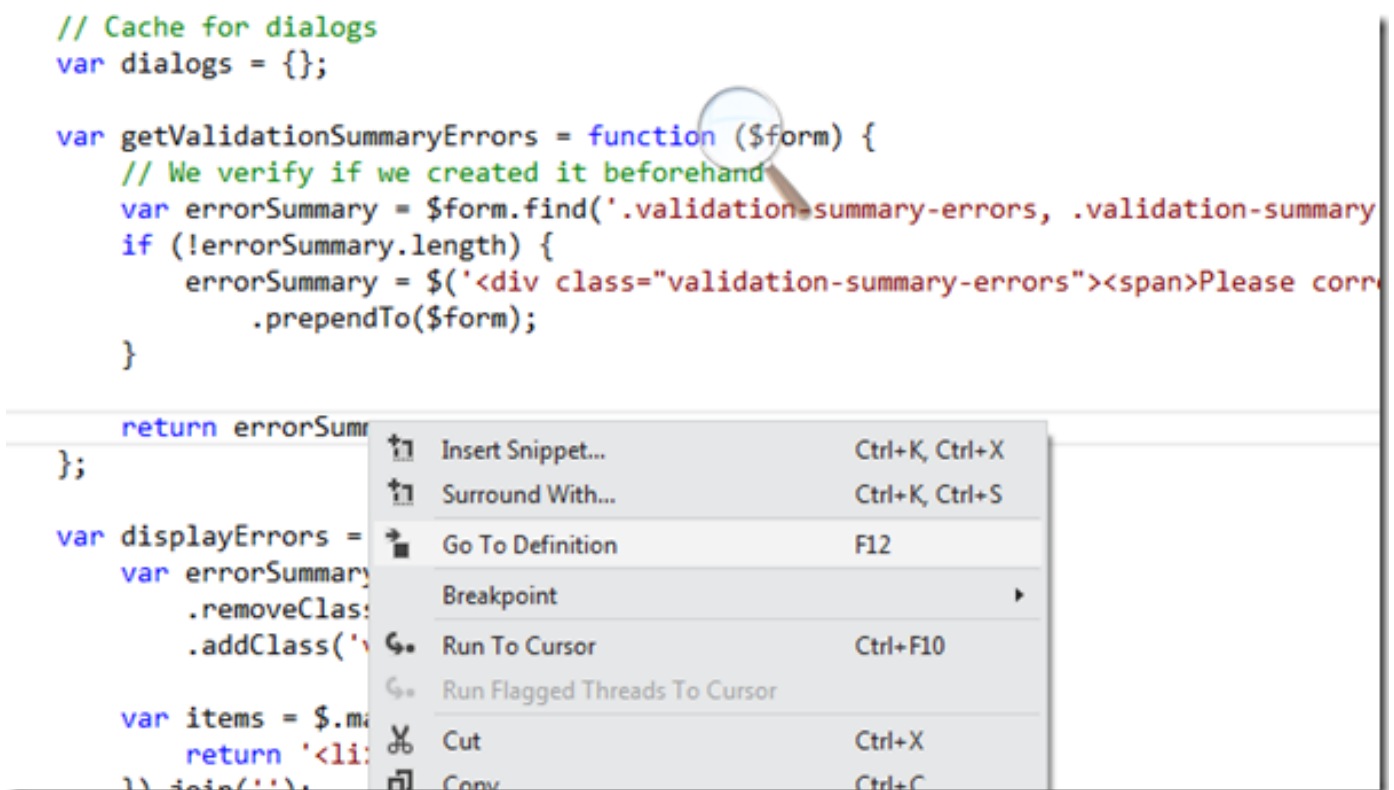 // Cache for dialogs
var dialogs = {};
var getValidationSummaryErrors = function ($form) {
// We verify if we created it beforehand
var errorSummary = $form.find('.validation-summary-errors, .validation-summary
if (!errorSummary.length) {
errorSummary = $('<div class="validation-summary-errors"><span>Please corr
.prependTo($form);
}
return errorSumm
};
var displayErrors =
var errorSummary
.removeClass
.addClass('v
var items = $.ma
return '<li
}).join('');
Insert Snippet... Ctrl+K, Ctrl+X
Surround With... Ctrl+K, Ctrl+S
Go To Definition F12
Breakpoint
Run To Cursor Ctrl+F10
Run Flagged Threads To Cursor
Cut Ctrl+X
Copy Ctrl+C